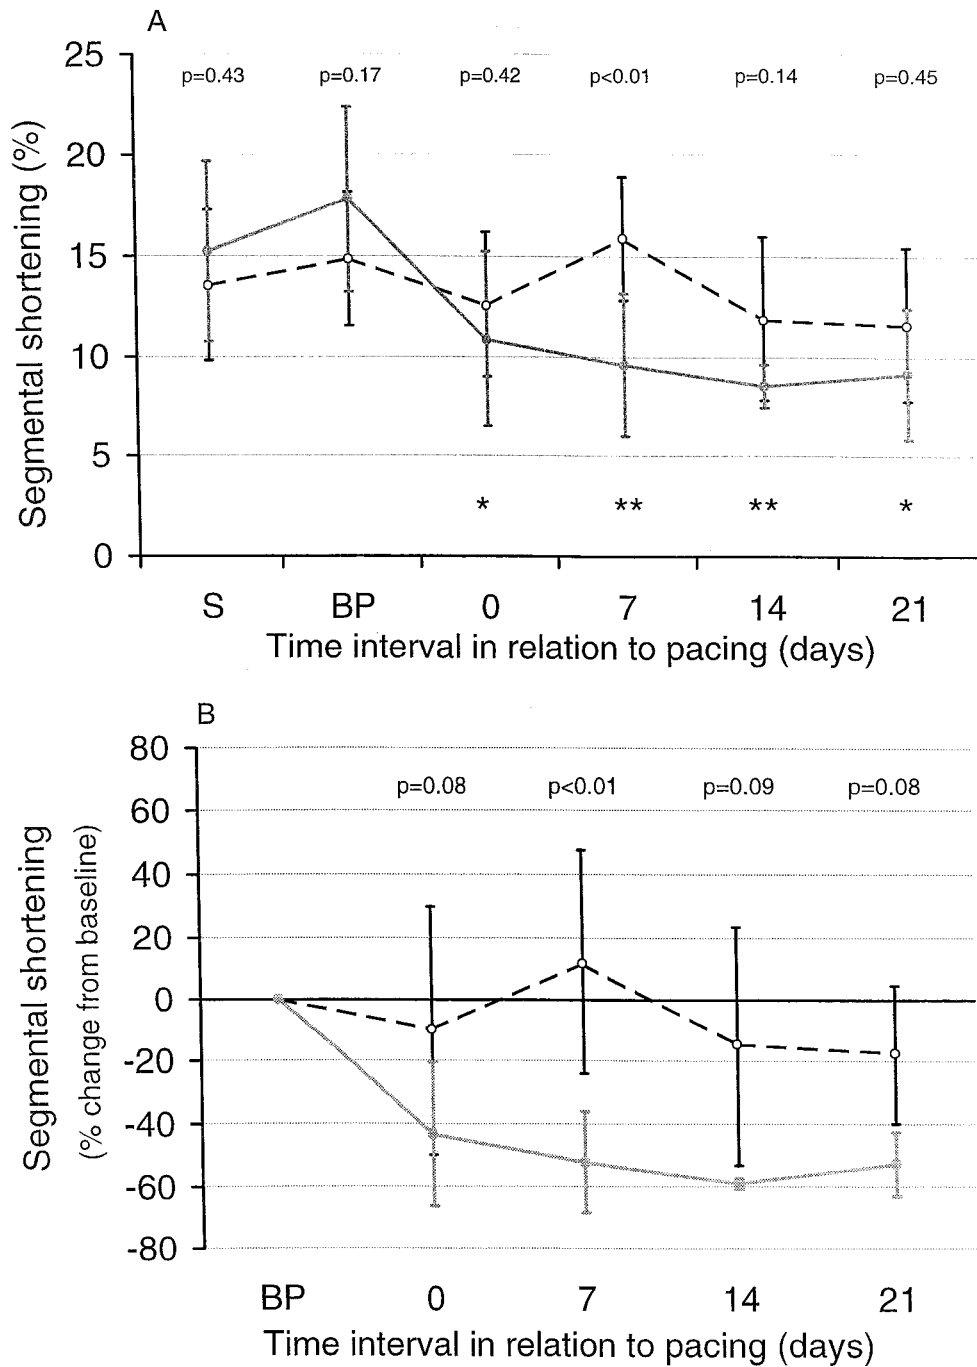 A
25
20
15
10
5
0
Segmental shortening (%)
p=0.43 p=0.17 p=0.42 p<0.01 p=0.14 p=0.45
* ** ** *
S BP 0 7 14 21
Time interval in relation to pacing (days)
B
80
60
40
20
0
-20
-40
-60
-80
Segmental shortening
(% change from baseline)
p=0.08 p<0.01 p=0.09 p=0.08
BP 0 7 14 21
Time interval in relation to pacing (days)